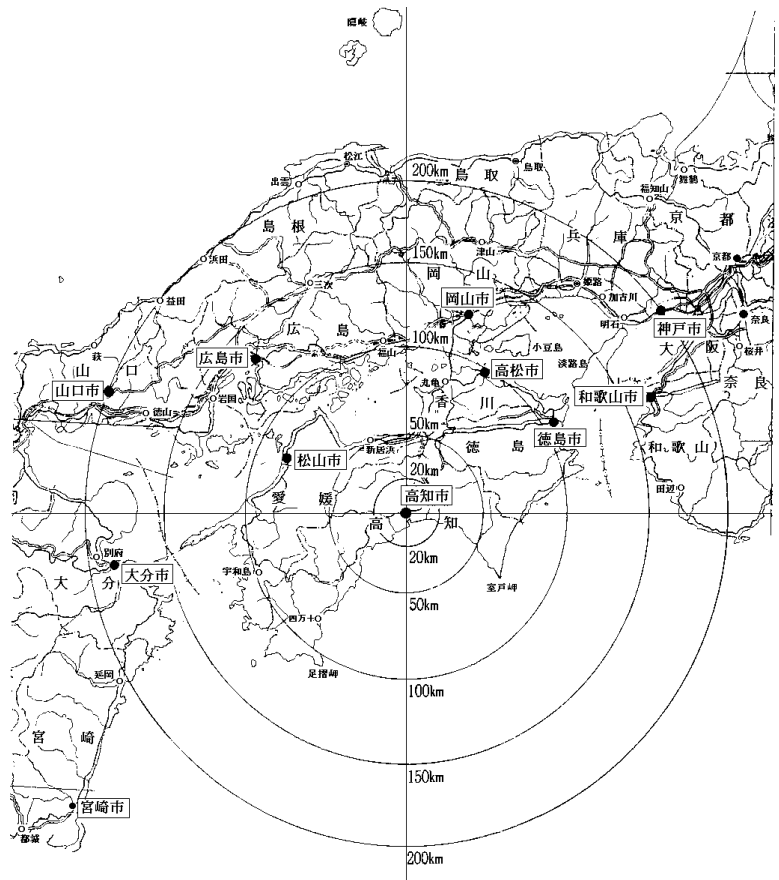 隠岐
松江
米子
出雲
200km
鳥取
鳥取
舞鶴
福知山
京都
島根
兵庫
津山
浜田
150km
京都
岡山
姫路
三次
加古川
益田
岡山市
明石
神戸市
奈良
広島
100km
大阪
萩
広島市
福山
小豆島
淡路島
桜井
山口
高松市
丸亀
奈良
山口市
岩国
香川
和歌山市
徳山
50km
徳島市
新居浜
徳島
和歌山
松山市
20km
田辺
愛媛
高知市
高知
別府
20km
大分市
大分
宇和島
室戸岬
50km
四万十
足摺岬
延岡
100km
宮崎
150km
宮崎市
都城
200km